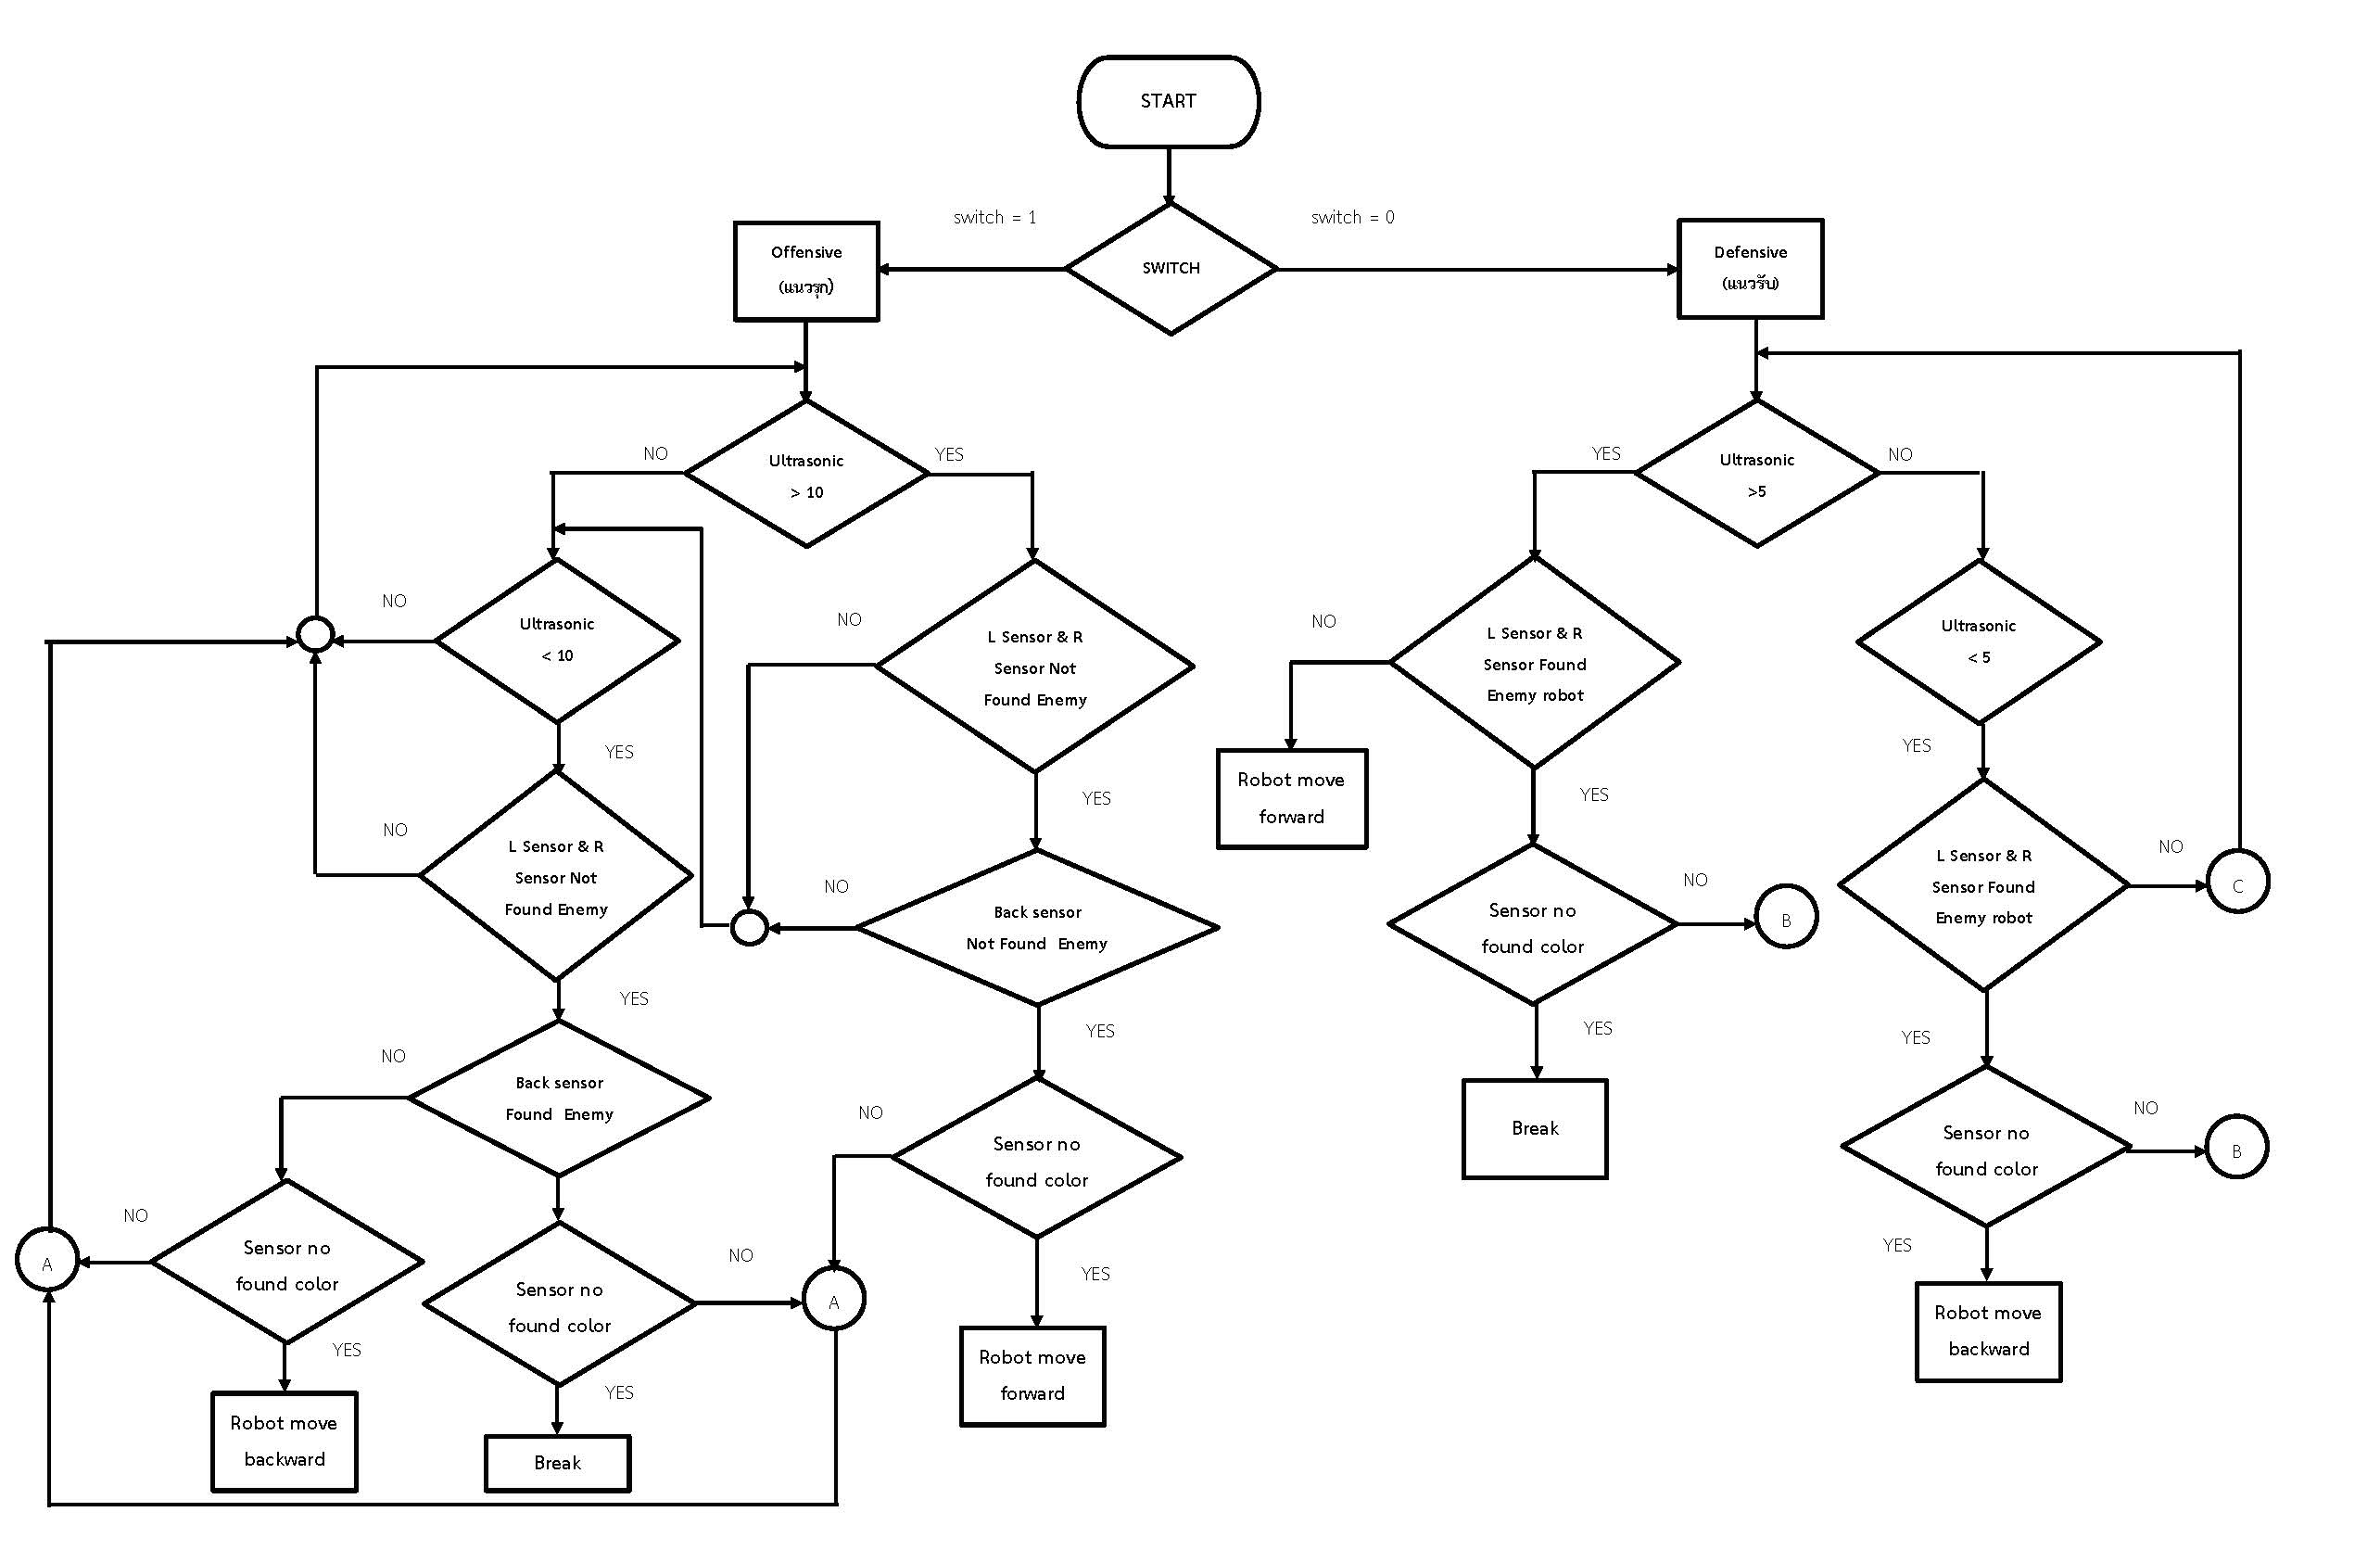 START
switch = 1
switch = 0
Offensive
(แนวรุก)
SWITCH
Defensive
(แนวรับ)
NO
Ultrasonic
> 10
YES
YES
Ultrasonic
>5
NO
NO
Ultrasonic
< 10
YES
NO
L Sensor & R
Sensor Not
Found Enemy
YES
NO
L Sensor & R
Sensor Found
Enemy robot
YES
Robot move
forward
Ultrasonic
< 5
YES
NO
L Sensor & R
Sensor Not
Found Enemy
YES
NO
Back sensor
Not Found  Enemy
YES
Sensor no
found color
NO
B
YES
Break
L Sensor & R
Sensor Found
Enemy robot
NO
C
YES
NO
Back sensor
Found  Enemy
NO
Sensor no
found color
YES
Sensor no
found color
NO
B
YES
Robot move
backward
NO
A
Sensor no
found color
YES
Robot move
backward
Sensor no
found color
NO
A
YES
Break
Robot move
forward